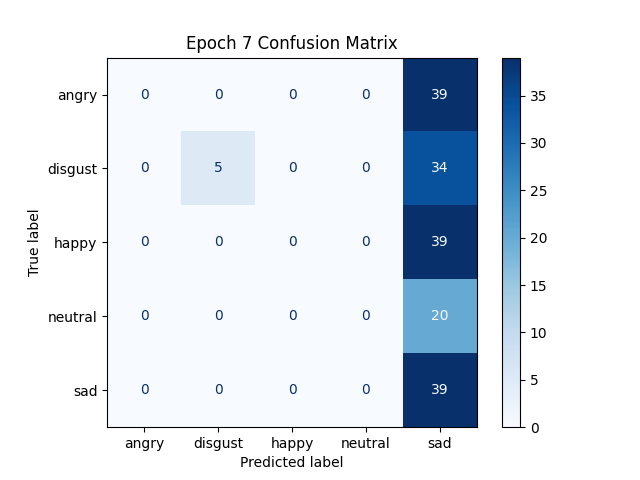 Epoch 7 Confusion Matrix
angry 0 0 0 0 39
disgust 0 5 0 0 34
happy 0 0 0 0 39
neutral 0 0 0 0 20
sad 0 0 0 0 39
angry disgust happy neutral sad
Predicted label
True label
35
30
25
20
15
10
5
0